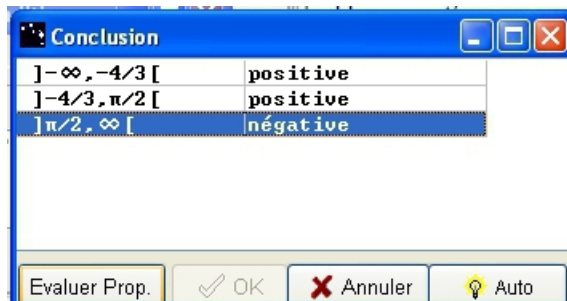 Conclusion
]-∞,-4/3[ positive
]-4/3,π/2[ positive
]π/2,∞[ négative
Evaluer Prop. OK Annuler Auto